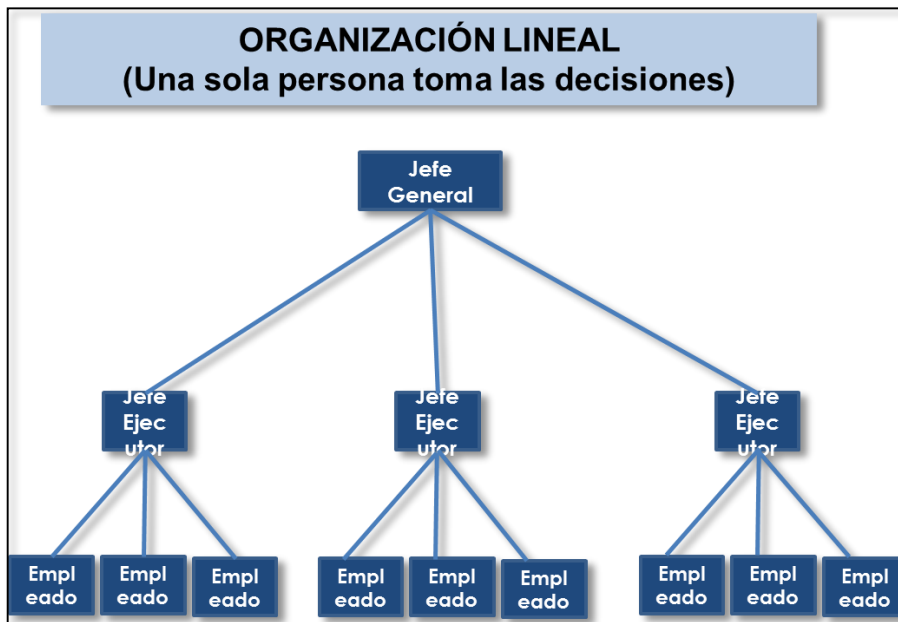 ORGANIZACIÓN LINEAL
(Una sola persona toma las decisiones)
Jefe
General
Jefe
Ejec
utor
Jefe
Ejec
utor
Jefe
Ejec
utor
Empl
eado
Empl
eado
Empl
eado
Empl
eado
Empl
eado
Empl
eado
Empl
eado
Empl
eado
Empl
eado